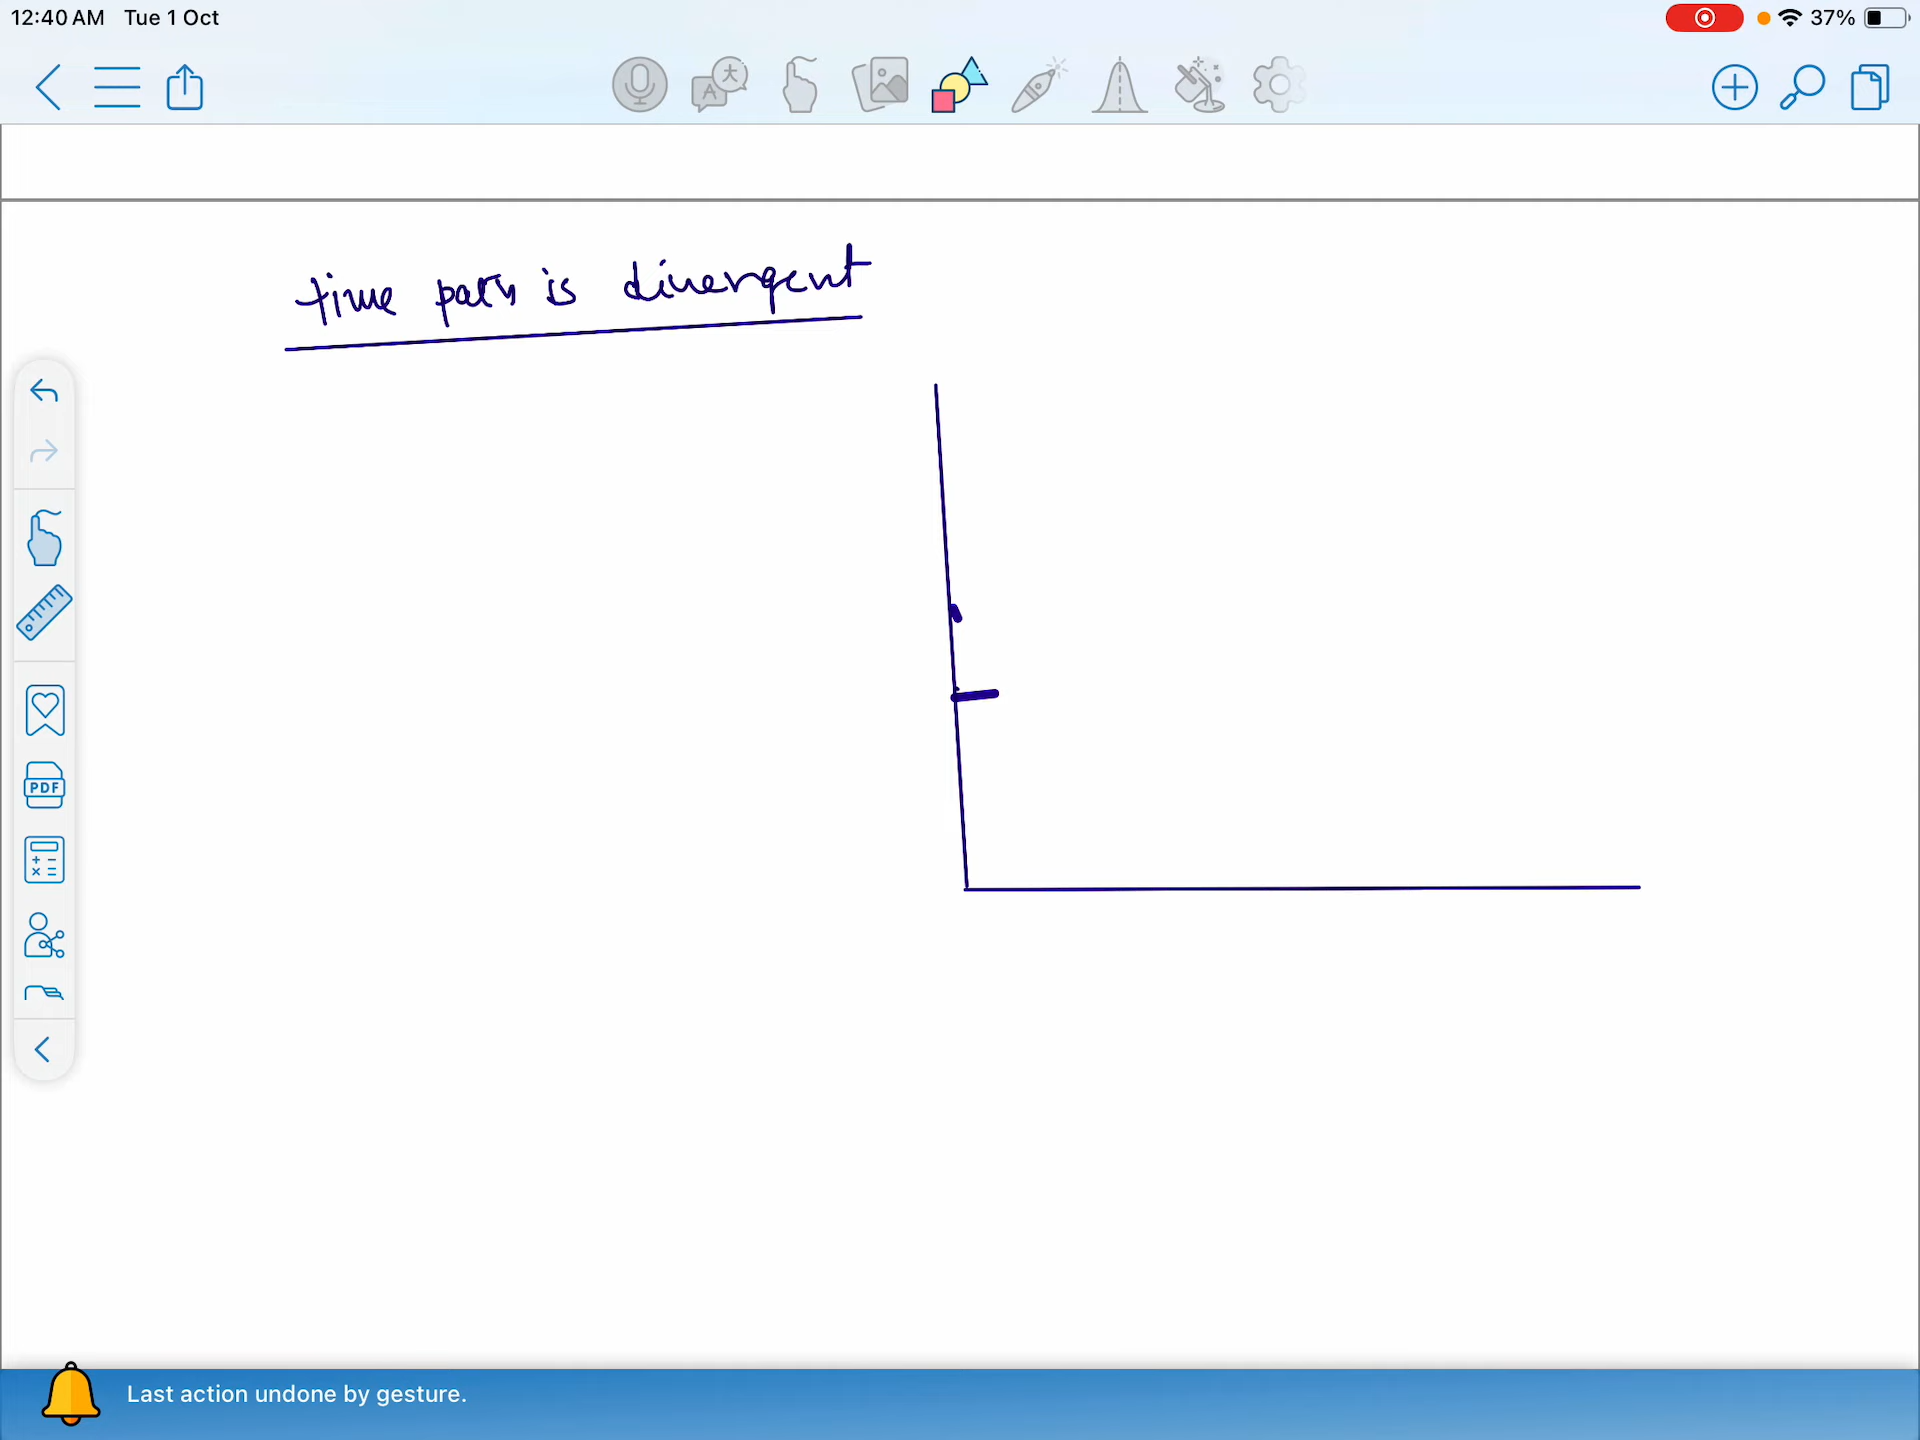 12:40 AM Tue 1 Oct
37%
A
time path is divergent
PDF
Last action undone by gesture.